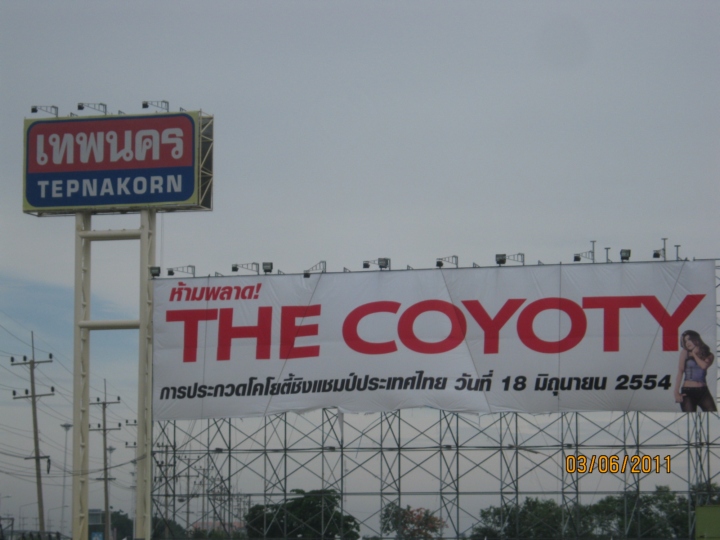 เทพนคร
TEPNAKORN
ห้ามพลาด!
THE COYOTY
การประกวดโคโยตี้ชิงแชมป์ประเทศไทย วันที่ 18 มิถุนายน 2554
03/06/2011